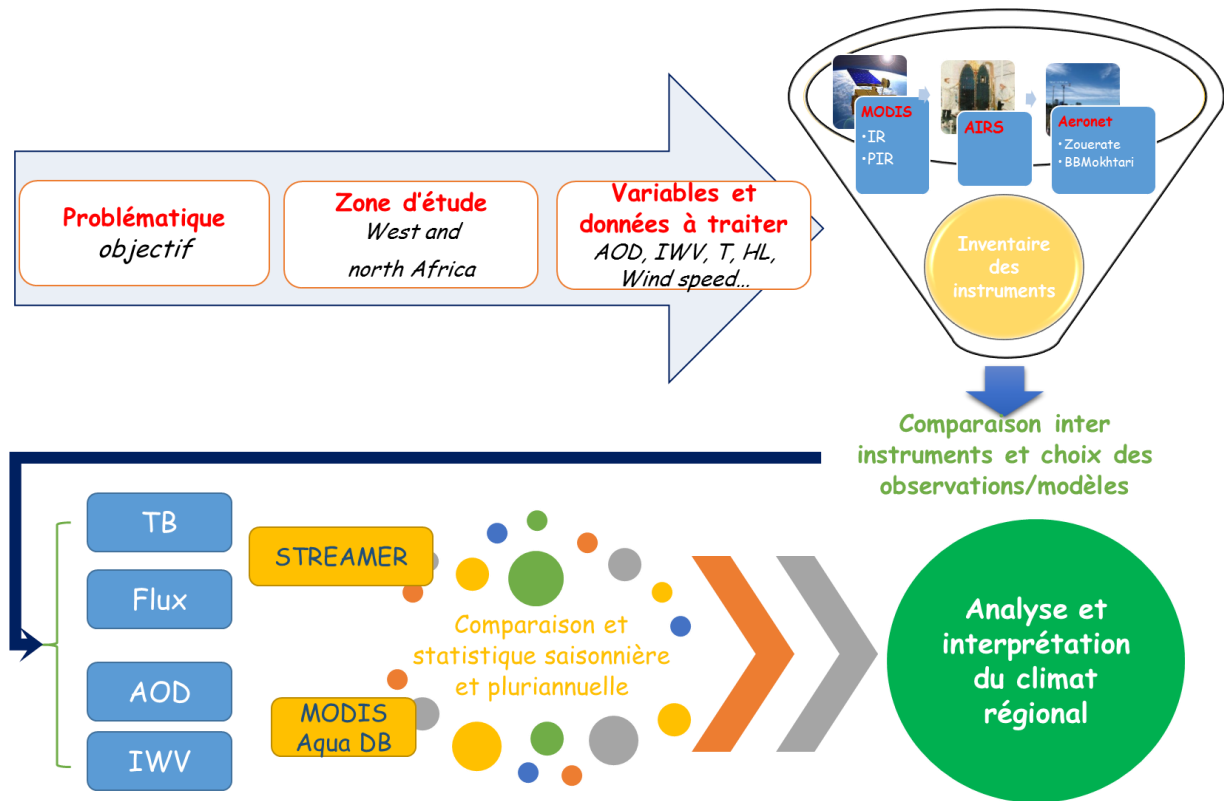 Problématique
objectif
Zone d'étude
West and
north Africa
Variables et
données à traiter
AOD, IWV, T, HL,
Wind speed…
MODIS
•IR
•PIR
AIRS
Aeronet
•Zouerate
•BBMokhtari
Inventaire
des
instruments
Comparaison inter
instruments et choix des
observations/modèles
TB
Flux
AOD
IWV
STREAMER
MODIS
Aqua DB
Comparaison et
statistique saisonnière
et pluriannuelle
Analyse et
interprétation
du climat
régional